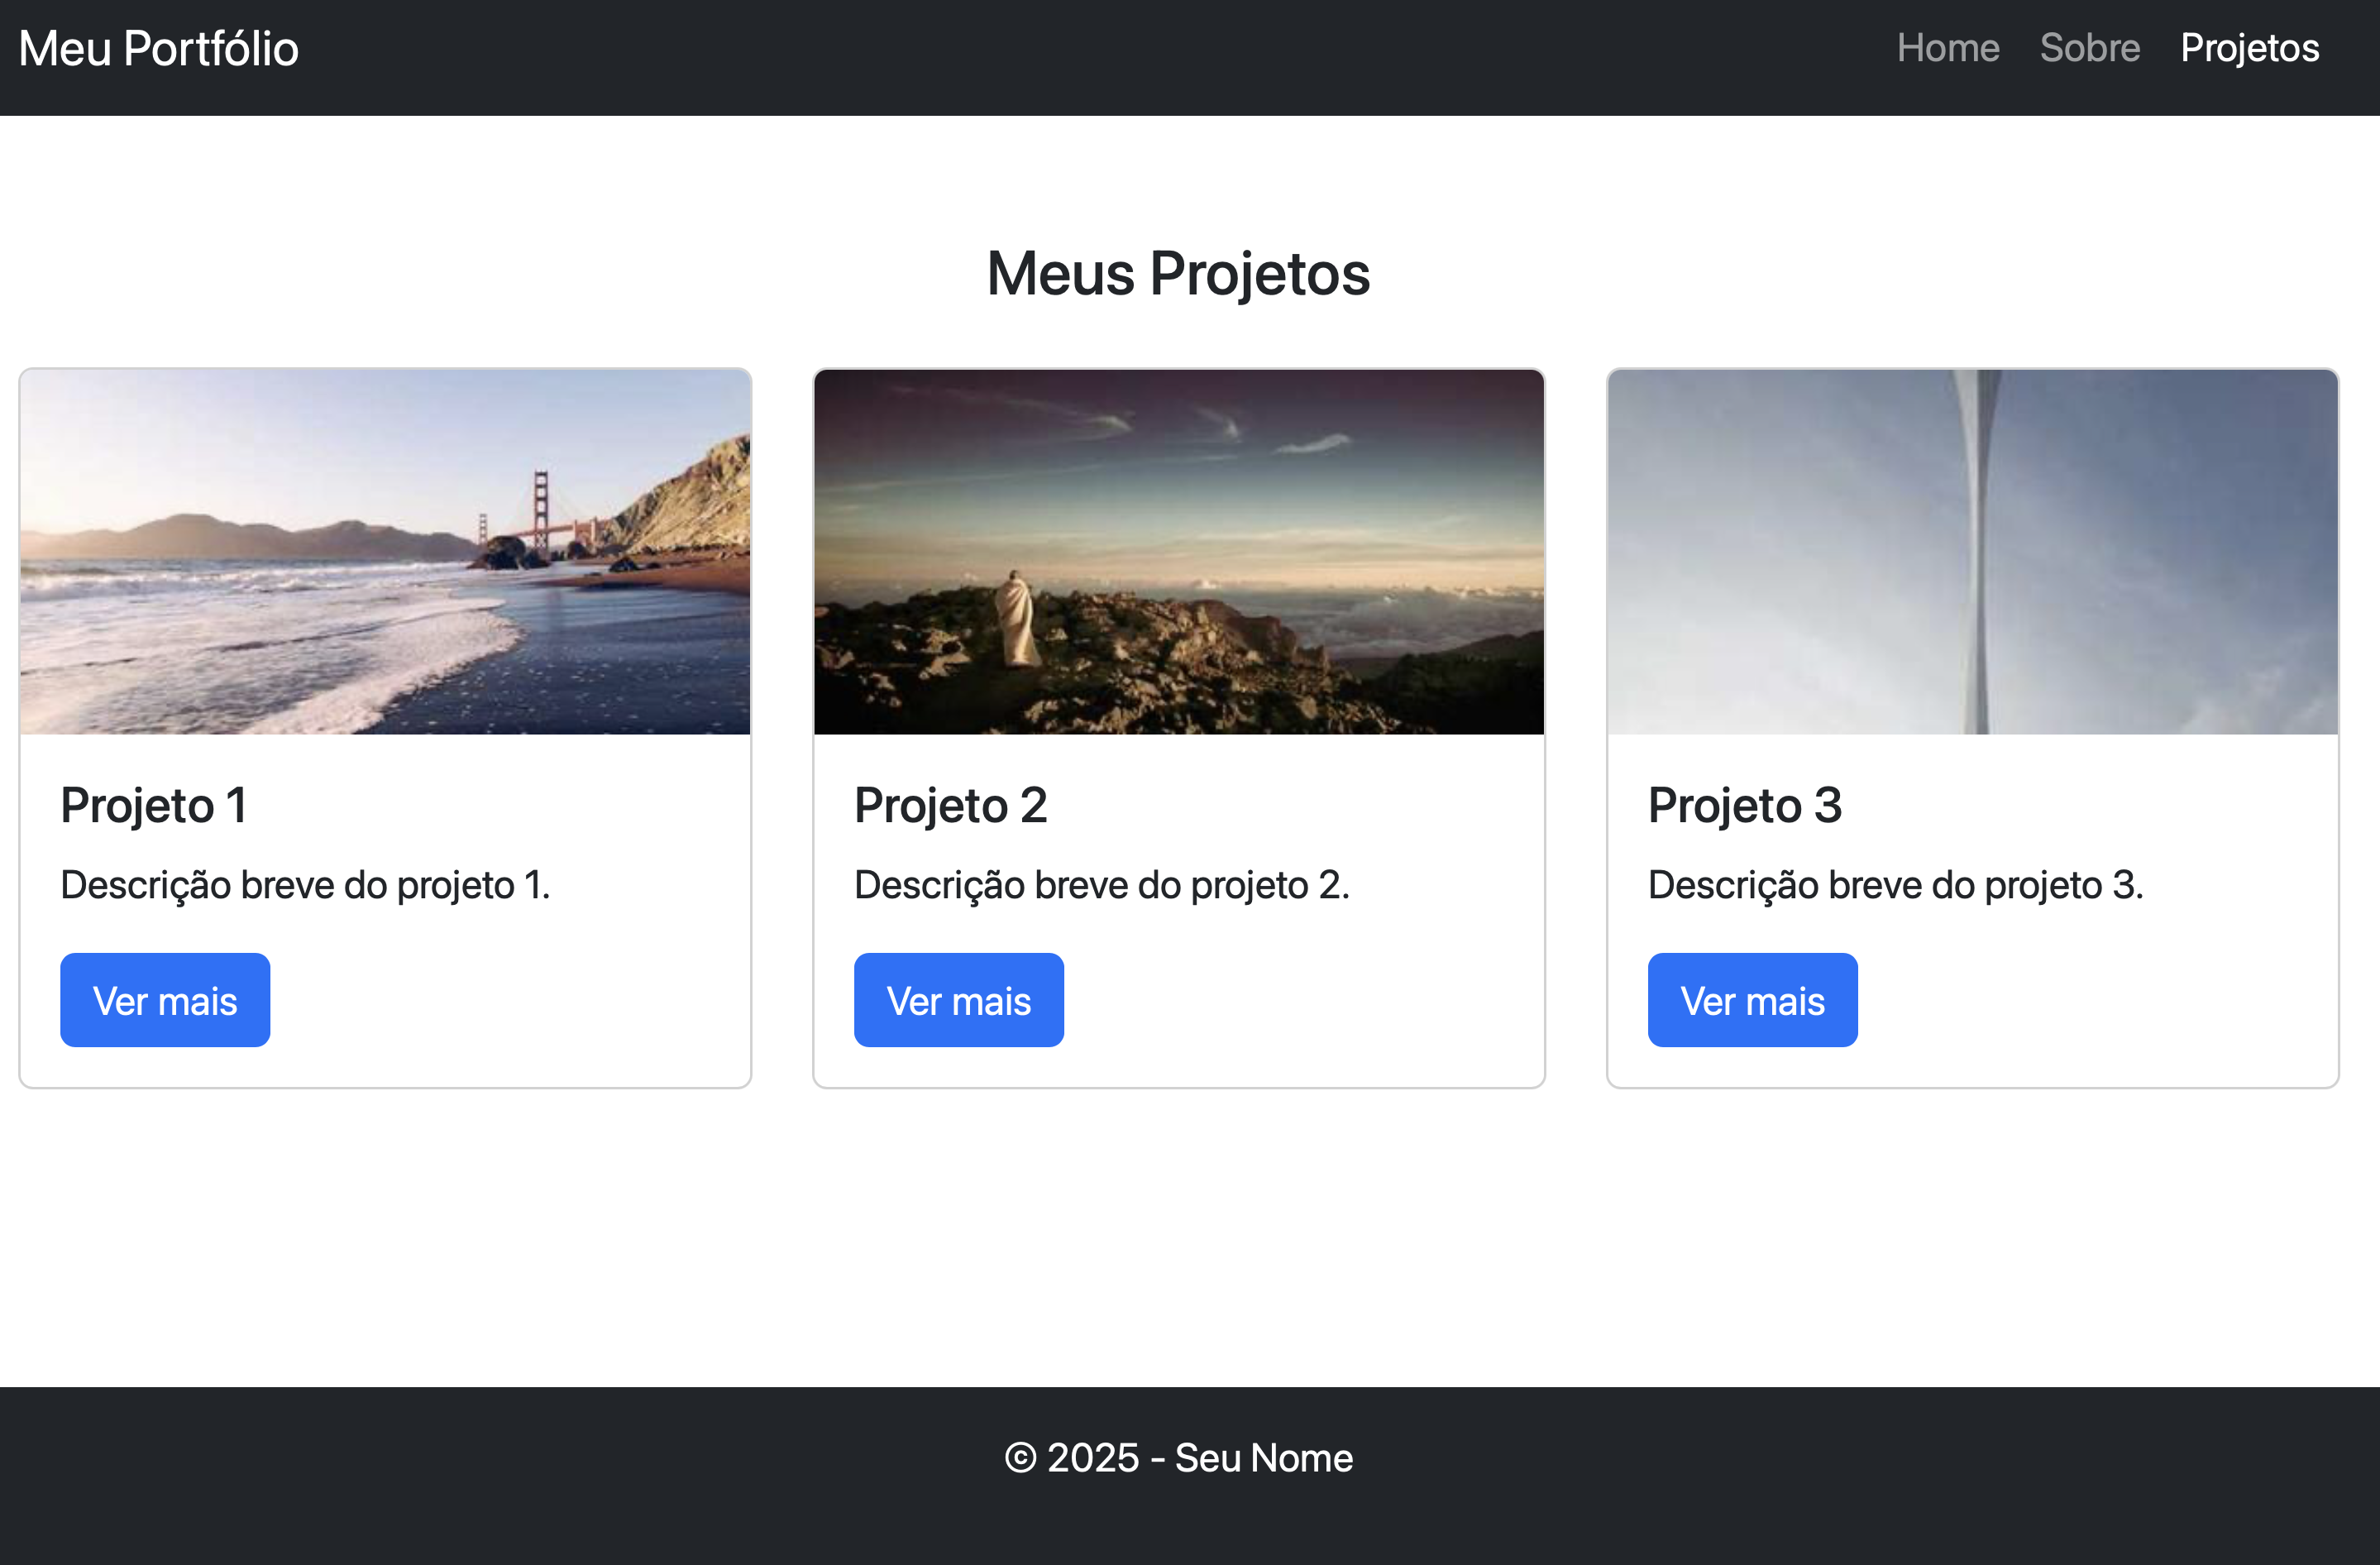 Meu Portfólio
Home Sobre Projetos
Meus Projetos
Projeto 1
Descrição breve do projeto 1.
Ver mais
Projeto 2
Descrição breve do projeto 2.
Ver mais
Projeto 3
Descrição breve do projeto 3.
Ver mais
© 2025 - Seu Nome